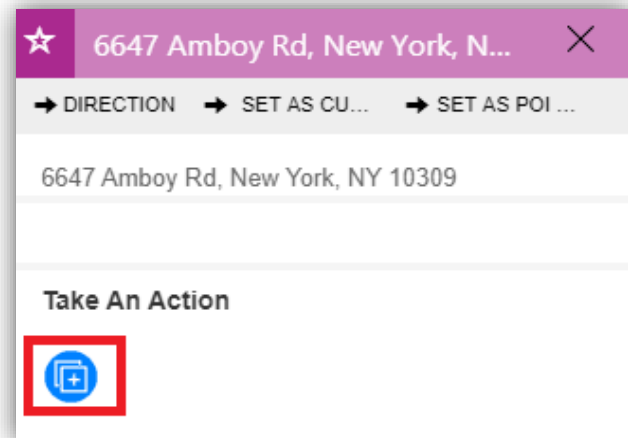 6647 Amboy Rd, New York, N...
DIRECTION SET AS CU... SET AS POI ...
6647 Amboy Rd, New York, NY 10309
Take An Action